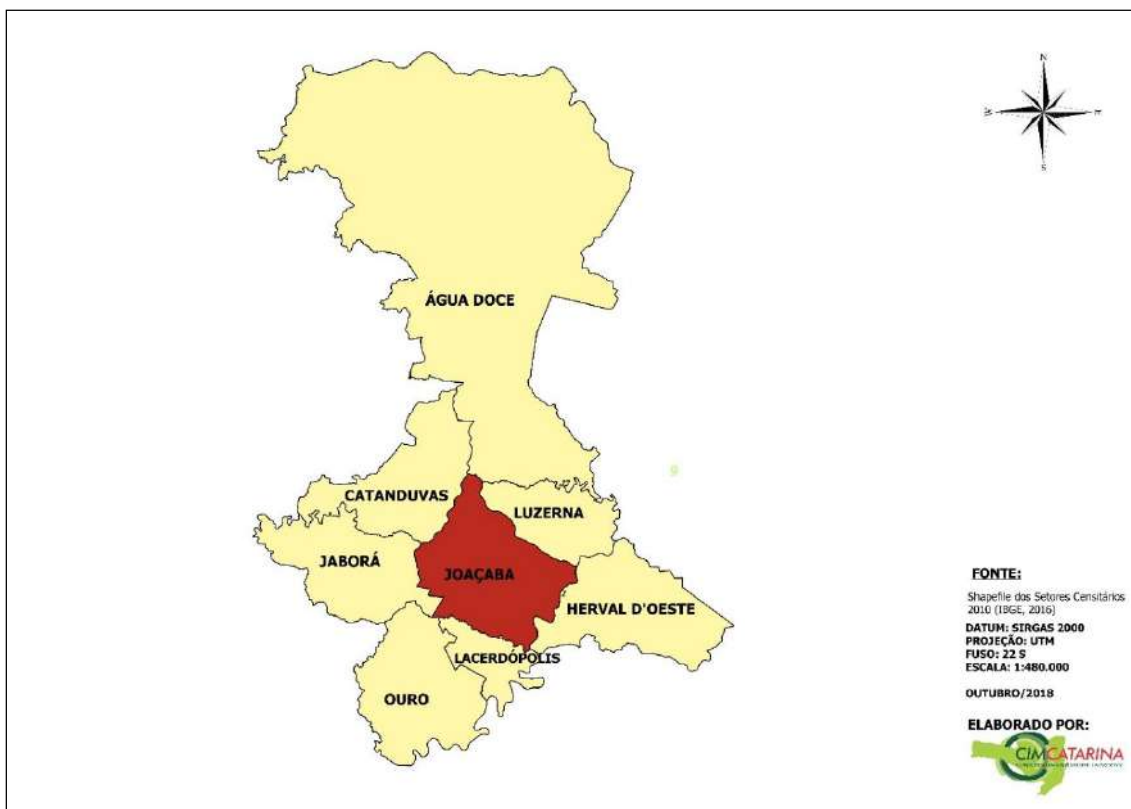 N
S
ÁGUA DOCE
CATANDUVAS
LUZERNA
JABORÁ
JOAÇABA
HERVAL D'OESTE
LACERDÓPOLIS
OURO
FONTE:
Shapefile dos Setores Censitários
2010 (IBGE, 2016)
DATUM: SIRGAS 2000
PROJEÇÃO: UTM
FUSO: 22 S
ESCALA: 1:480.000
OUTUBRO/2018
ELABORADO POR:
CIMCATARINA